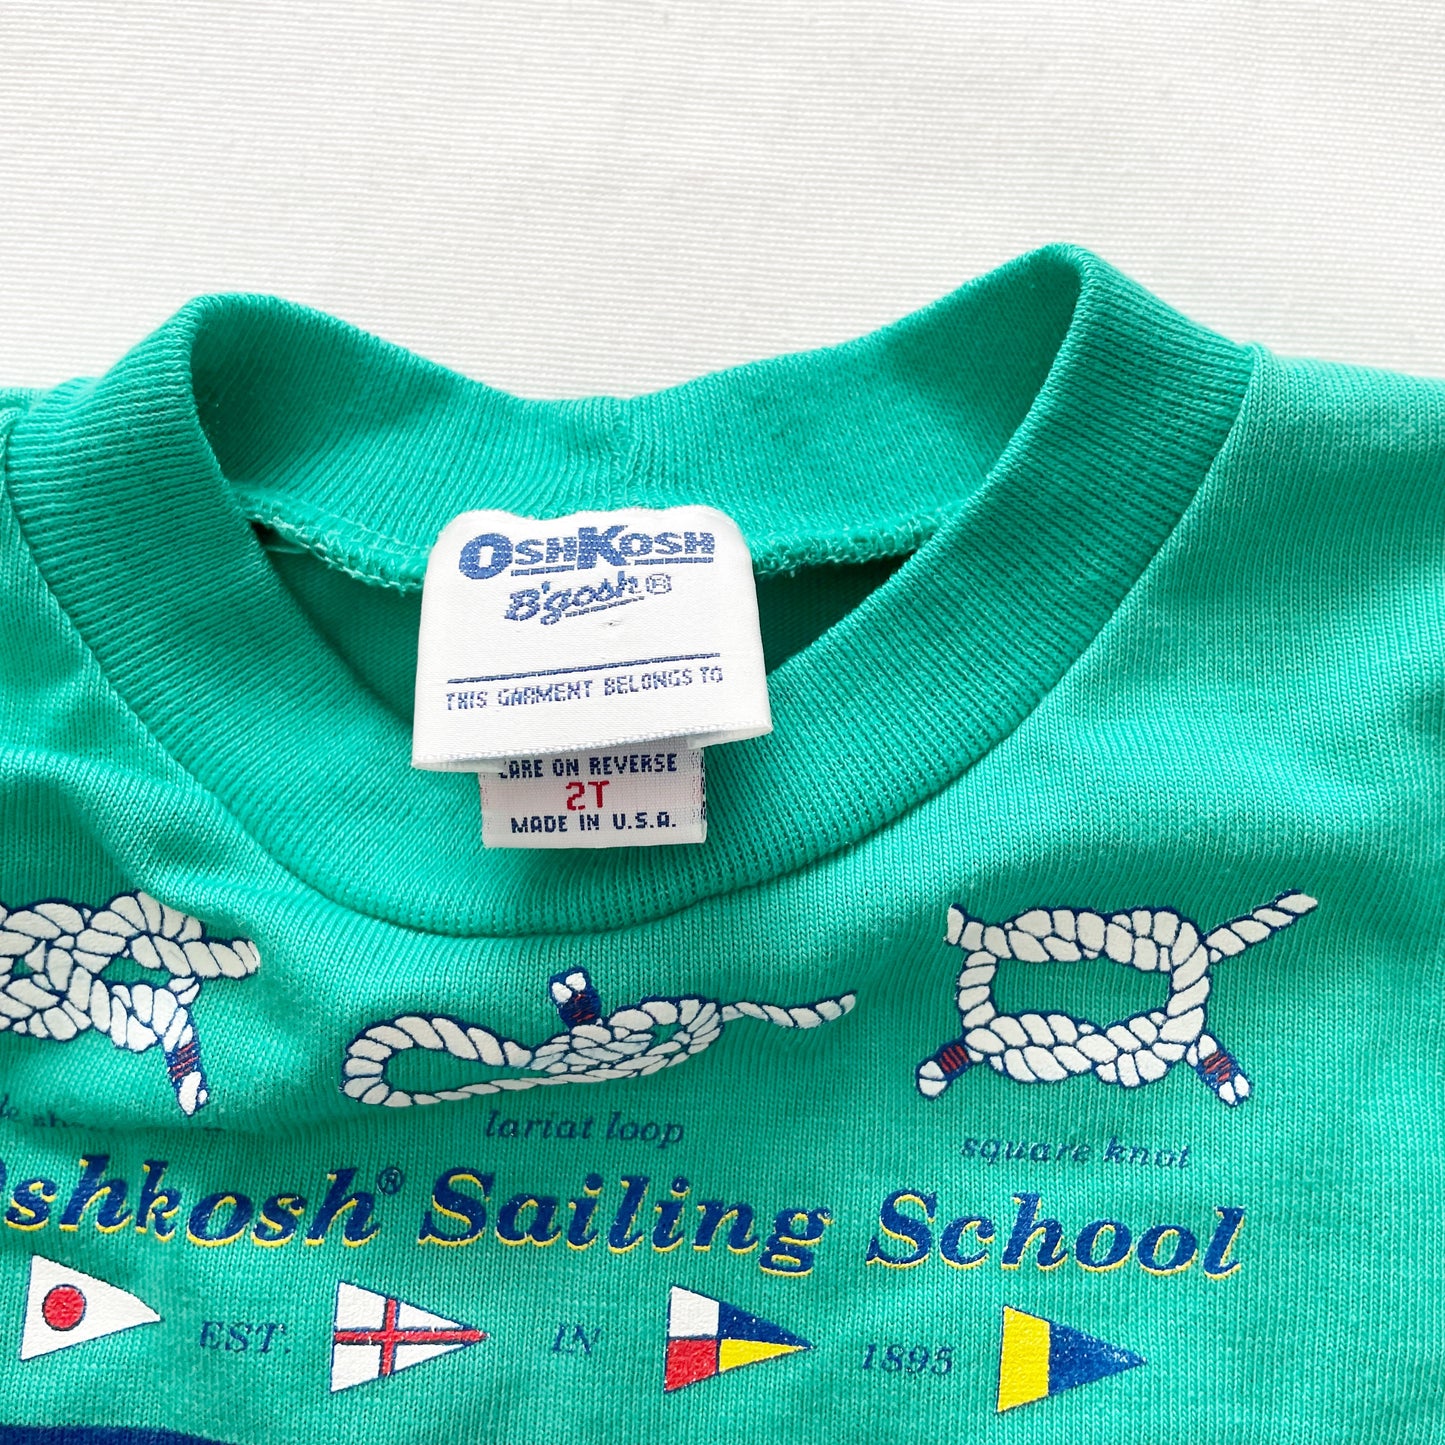 OSHKOSH
B'gosh®
THIS GARMENT BELONGS TO
CARE ON REVERSE
2T
MADE IN U.S.A.
lariat loop
square knot
Oshkosh® Sailing School
EST. IN 1895